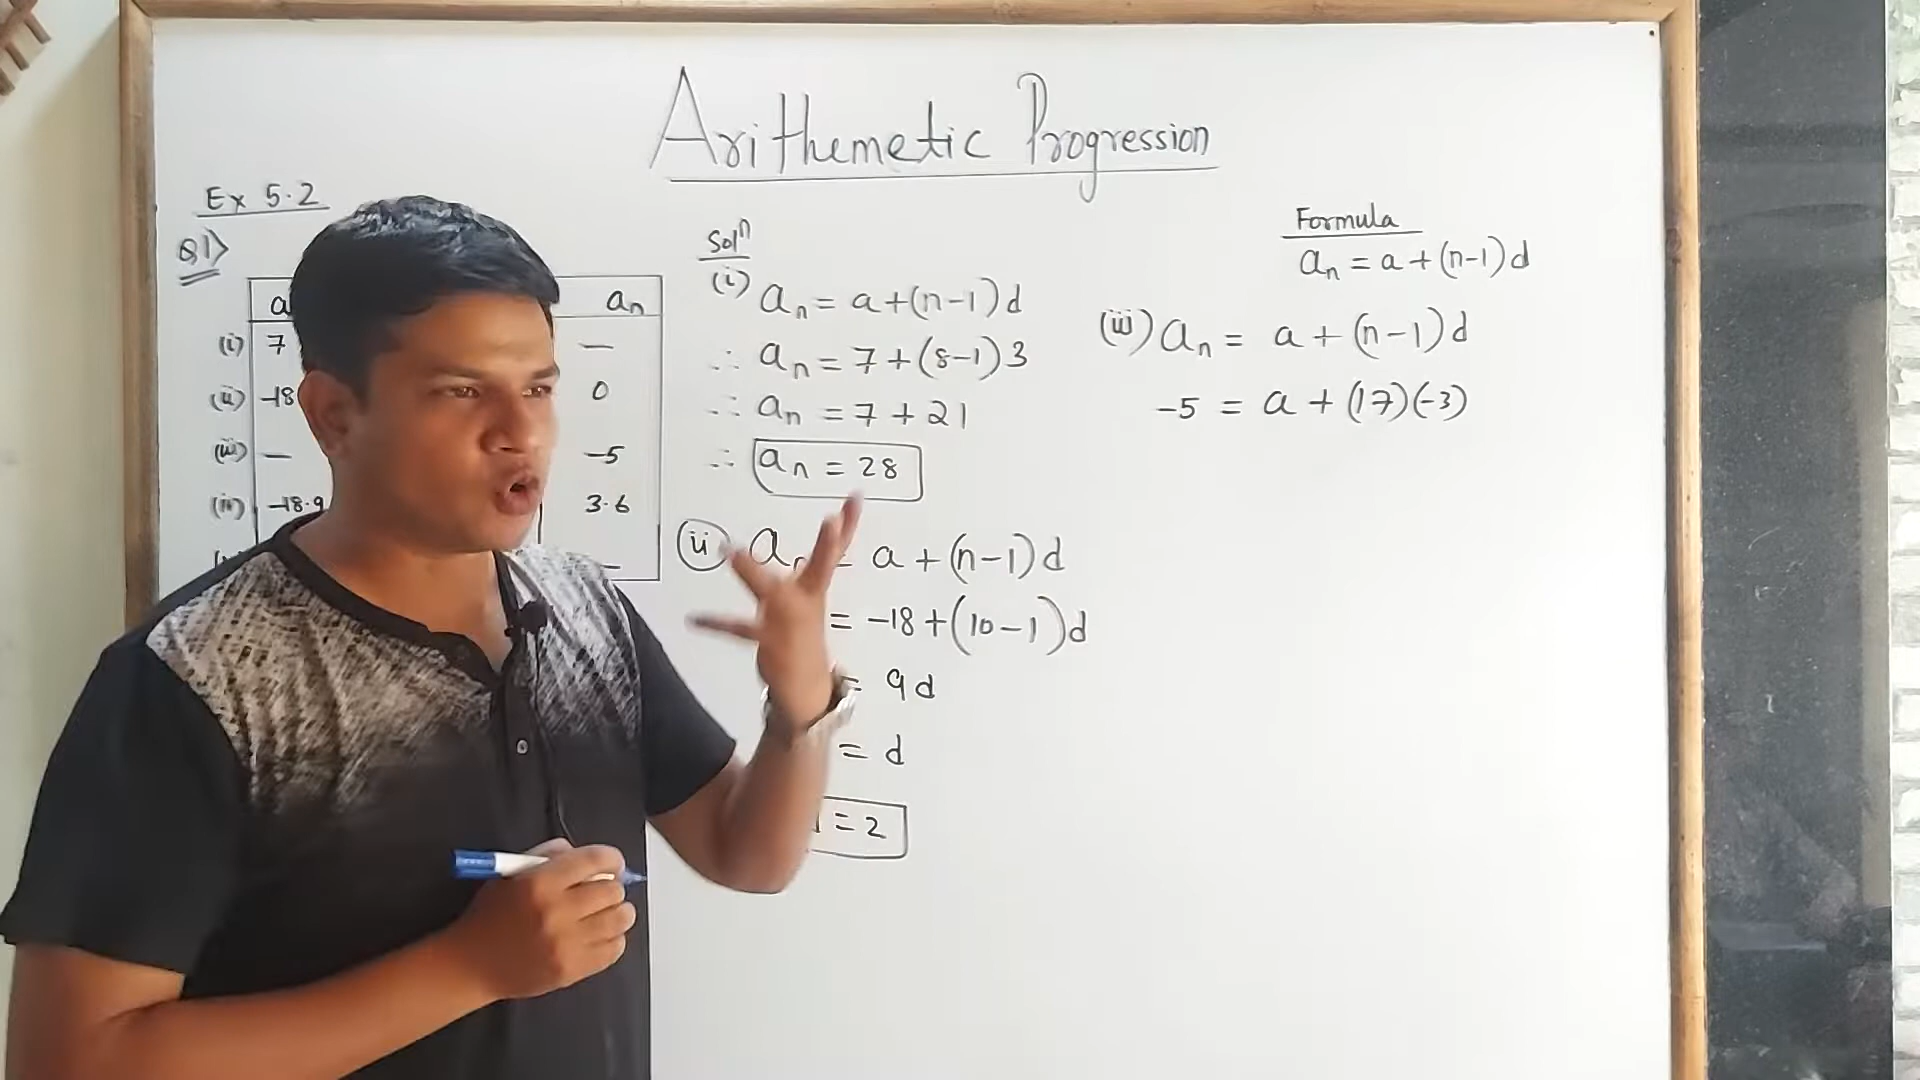 Arithemetic Progression
Ex 5.2
Q1>
a an
(i) 7 —
(ii) -18 0
(iii) — -5
(iv) -18.9 3.6
—
Solⁿ
(i) an = a+(n-1)d
∴ an = 7+(8-1)3
∴ an = 7+21
∴ an = 28
(ii) an = a+(n-1)d
= -18+(10-1)d
= 9d
= d
= 2
Formula
an = a+(n-1)d
(iii) an = a+(n-1)d
-5 = a+(17)(-3)